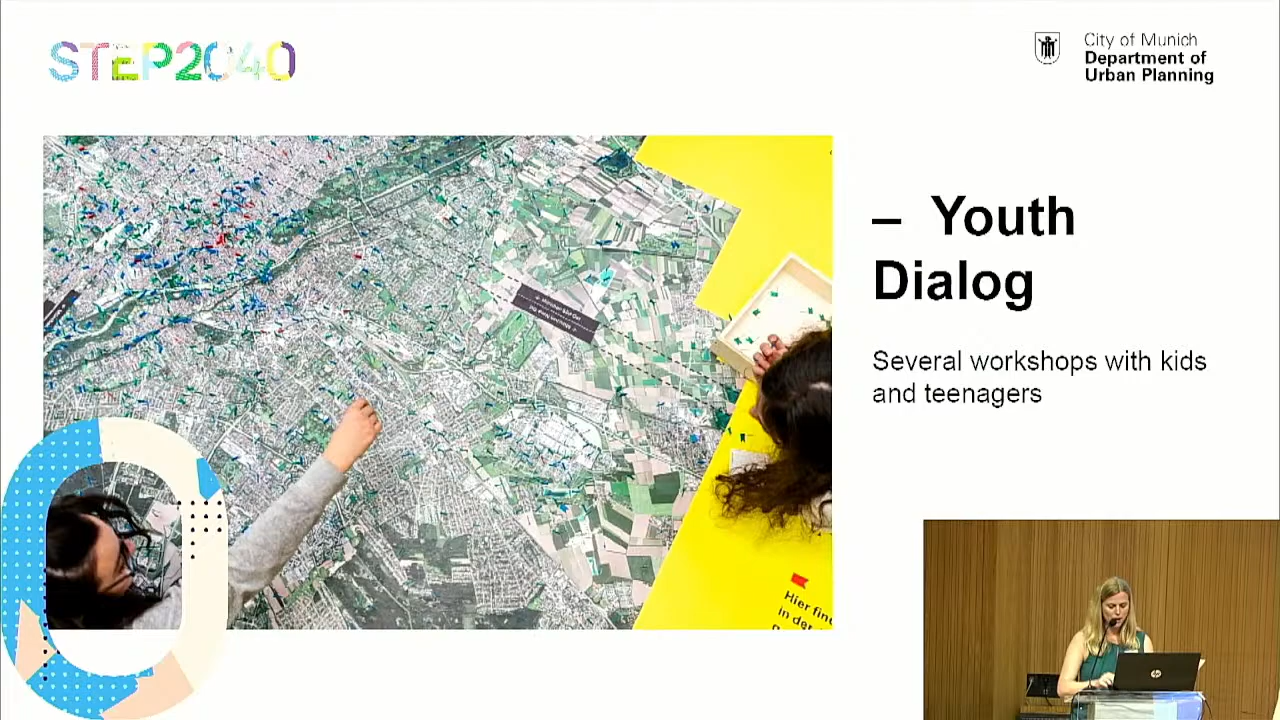 STEP2040
City of Munich
Department of
Urban Planning
– Youth
Dialog
Several workshops with kids
and teenagers
Hier
in der
hp